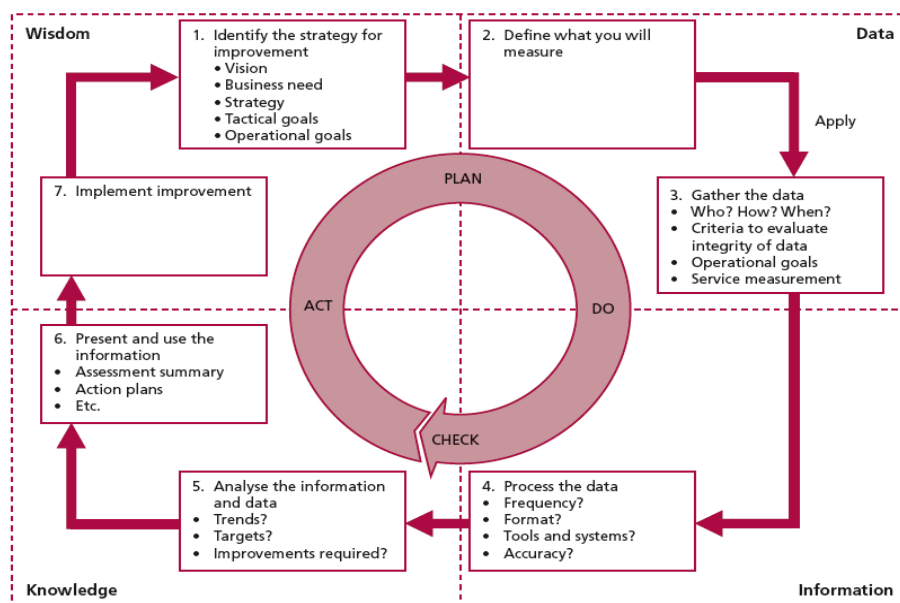 Wisdom
Data
1. Identify the strategy for
improvement
• Vision
• Business need
• Strategy
• Tactical goals
• Operational goals
2. Define what you will
measure
Apply
3. Gather the data
• Who? How? When?
• Criteria to evaluate
integrity of data
• Operational goals
• Service measurement
7. Implement improvement
PLAN
ACT
DO
CHECK
6. Present and use the
information
• Assessment summary
• Action plans
• Etc.
5. Analyse the information
and data
• Trends?
• Targets?
• Improvements required?
4. Process the data
• Frequency?
• Format?
• Tools and systems?
• Accuracy?
Knowledge
Information